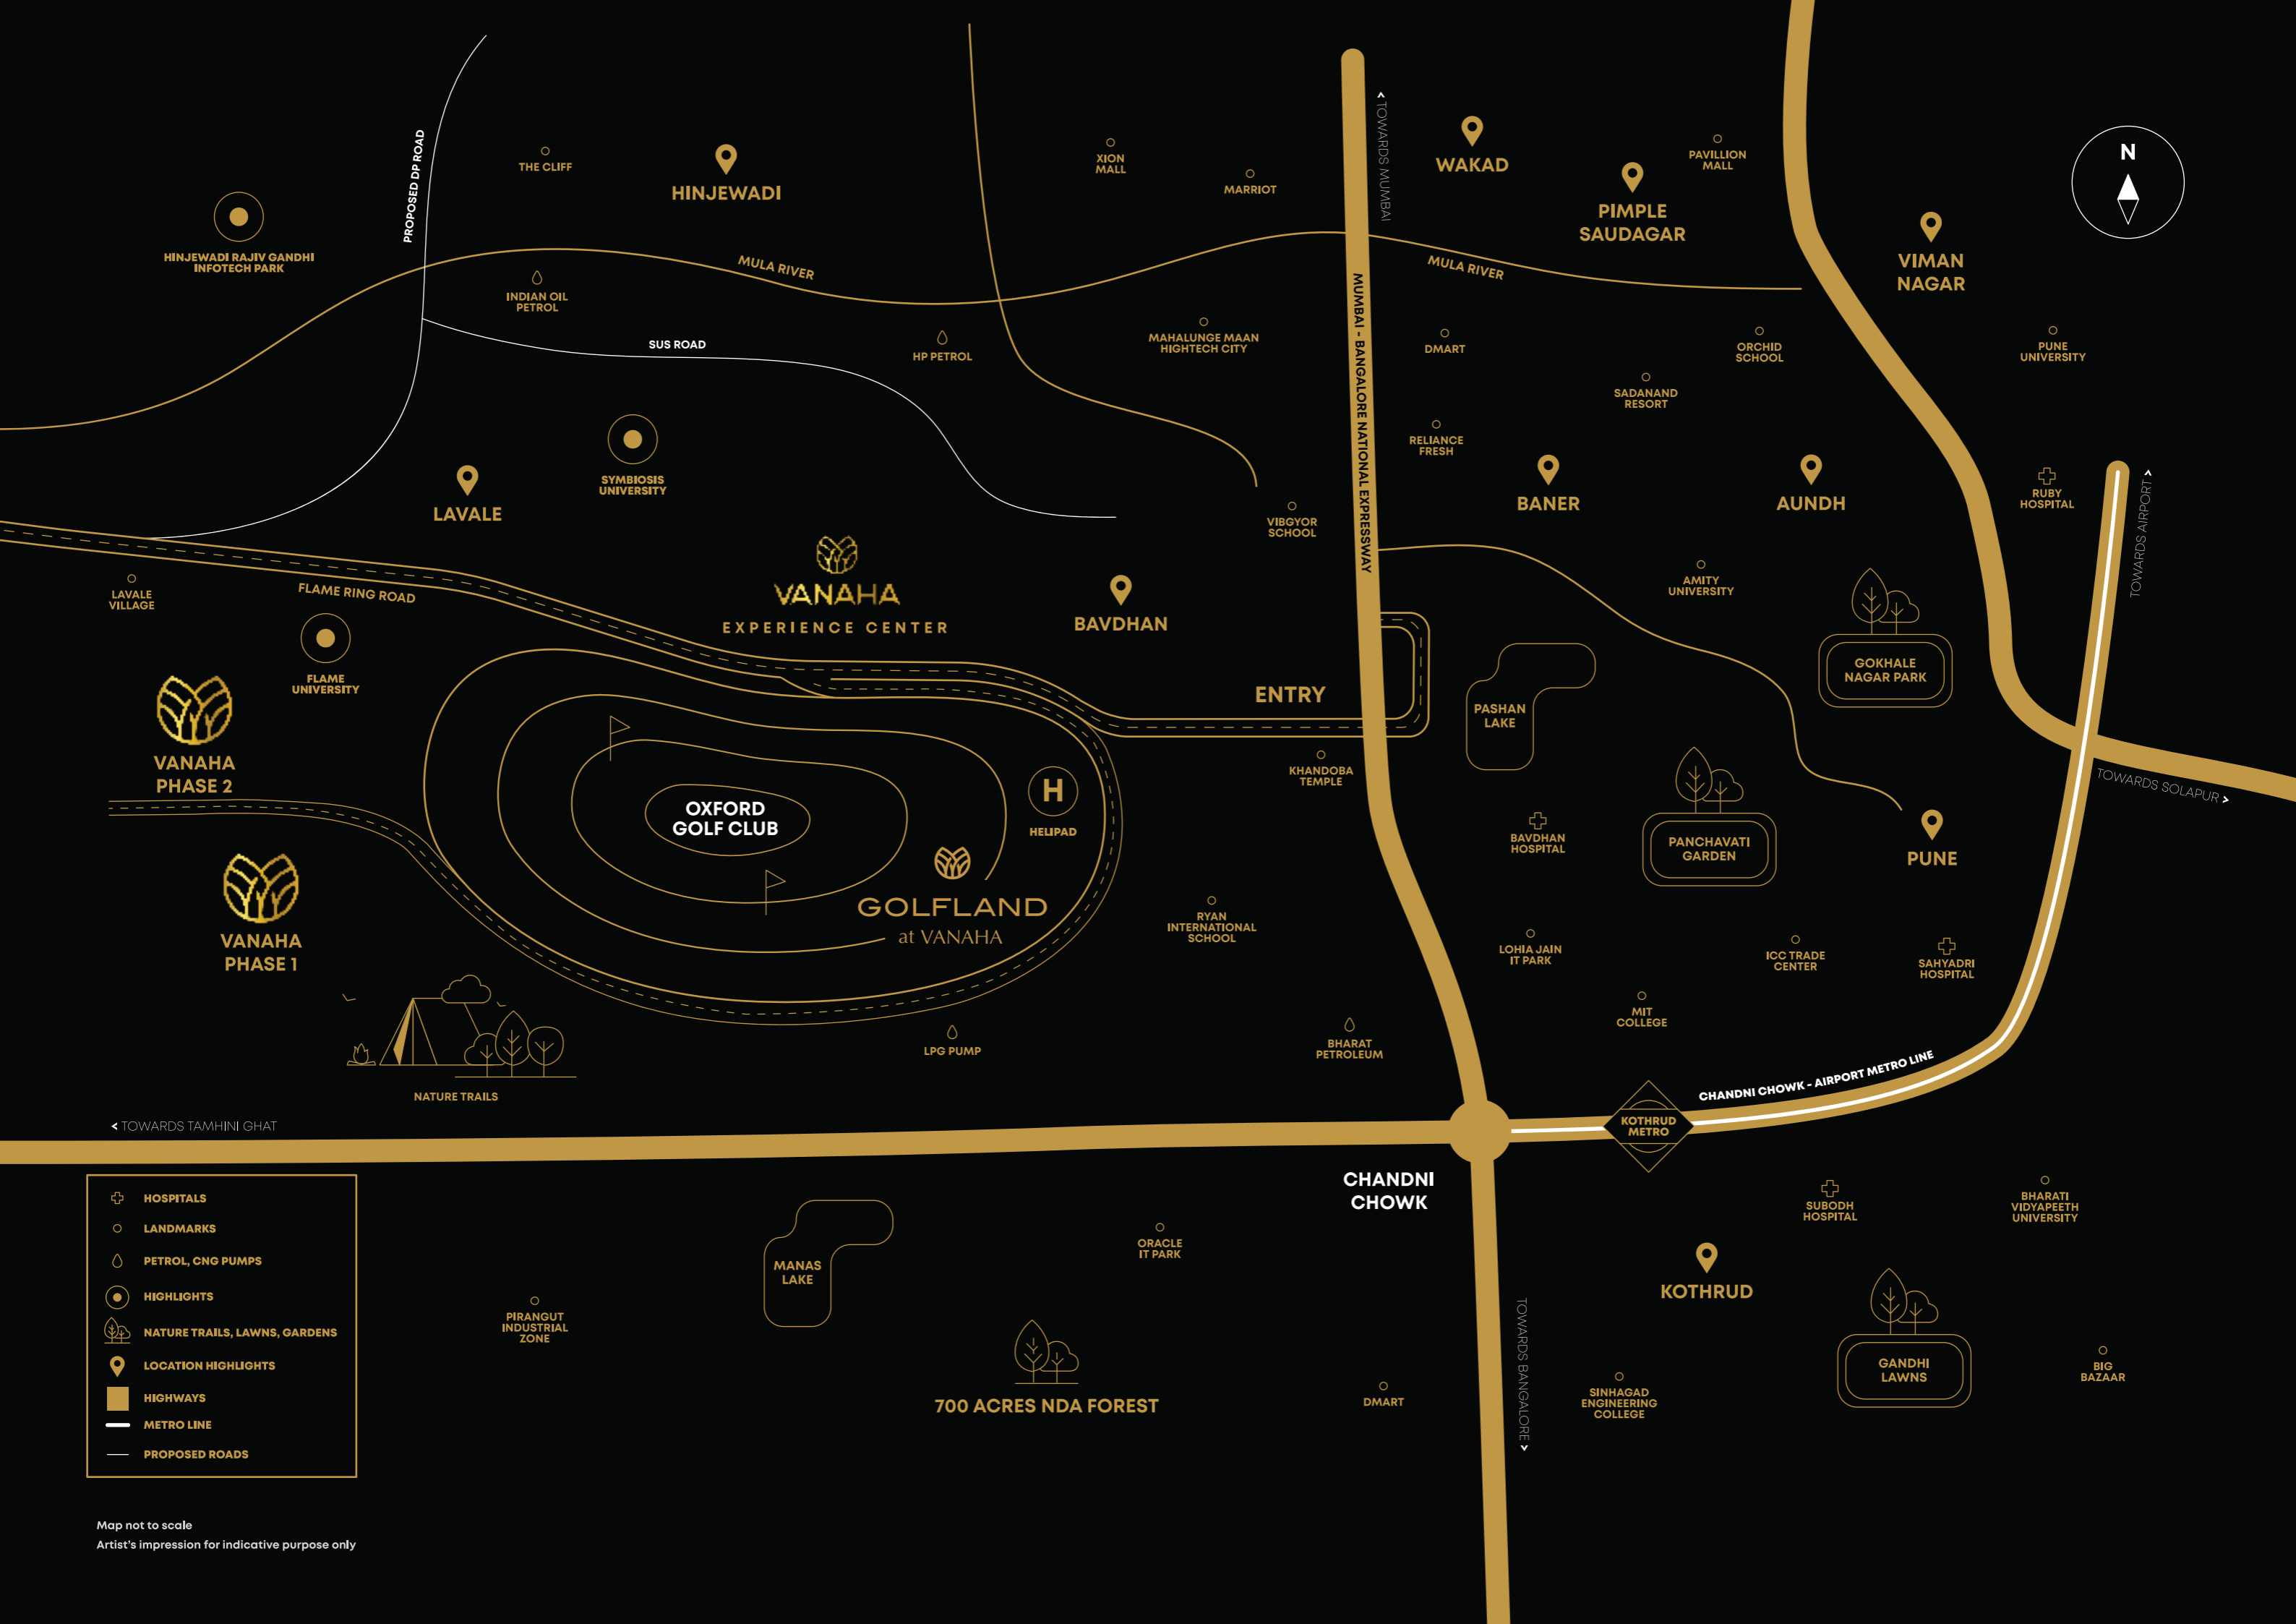 PROPOSED DP ROAD
THE CLIFF
HINJEWADI
XION
MALL
MARRIOT
TOWARDS MUMBAI
WAKAD
PAVILLION
MALL
PIMPLE
SAUDAGAR
N
VIMAN
NAGAR
HINJEWADI RAJIV GANDHI
INFOTECH PARK
MULA RIVER
MULA RIVER
INDIAN OIL
PETROL
SUS ROAD
HP PETROL
MAHALUNGE MAAN
HIGHTECH CITY
MUMBAI - BANGALORE NATIONAL EXPRESSWAY
DMART
ORCHID
SCHOOL
PUNE
UNIVERSITY
SADANAND
RESORT
RELIANCE
FRESH
LAVALE
SYMBIOSIS
UNIVERSITY
VIBGYOR
SCHOOL
BANER
AUNDH
RUBY
HOSPITAL
TOWARDS AIRPORT
LAVALE
VILLAGE
FLAME RING ROAD
VANAHA
EXPERIENCE CENTER
BAVDHAN
AMITY
UNIVERSITY
FLAME
UNIVERSITY
ENTRY
PASHAN
LAKE
GOKHALE
NAGAR PARK
VANAHA
PHASE 2
KHANDOBA
TEMPLE
TOWARDS SOLAPUR
OXFORD
GOLF CLUB
H
HELIPAD
BAVDHAN
HOSPITAL
PANCHAVATI
GARDEN
PUNE
GOLFLAND
at VANAHA
VANAHA
PHASE 1
RYAN
INTERNATIONAL
SCHOOL
LOHIA JAIN
IT PARK
ICC TRADE
CENTER
SAHYADRI
HOSPITAL
MIT
COLLEGE
LPG PUMP
BHARAT
PETROLEUM
NATURE TRAILS
CHANDNI CHOWK - AIRPORT METRO LINE
KOTHRUD
METRO
TOWARDS TAMHINI GHAT
CHANDNI
CHOWK
HOSPITALS
LANDMARKS
PETROL, CNG PUMPS
HIGHLIGHTS
NATURE TRAILS, LAWNS, GARDENS
LOCATION HIGHLIGHTS
HIGHWAYS
METRO LINE
PROPOSED ROADS
MANAS
LAKE
ORACLE
IT PARK
SUBODH
HOSPITAL
BHARATI
VIDYAPEETH
UNIVERSITY
KOTHRUD
PIRANGUT
INDUSTRIAL
ZONE
700 ACRES NDA FOREST
DMART
TOWARDS BANGALORE
SINHAGAD
ENGINEERING
COLLEGE
GANDHI
LAWNS
BIG
BAZAAR
Map not to scale
Artist's impression for indicative purpose only